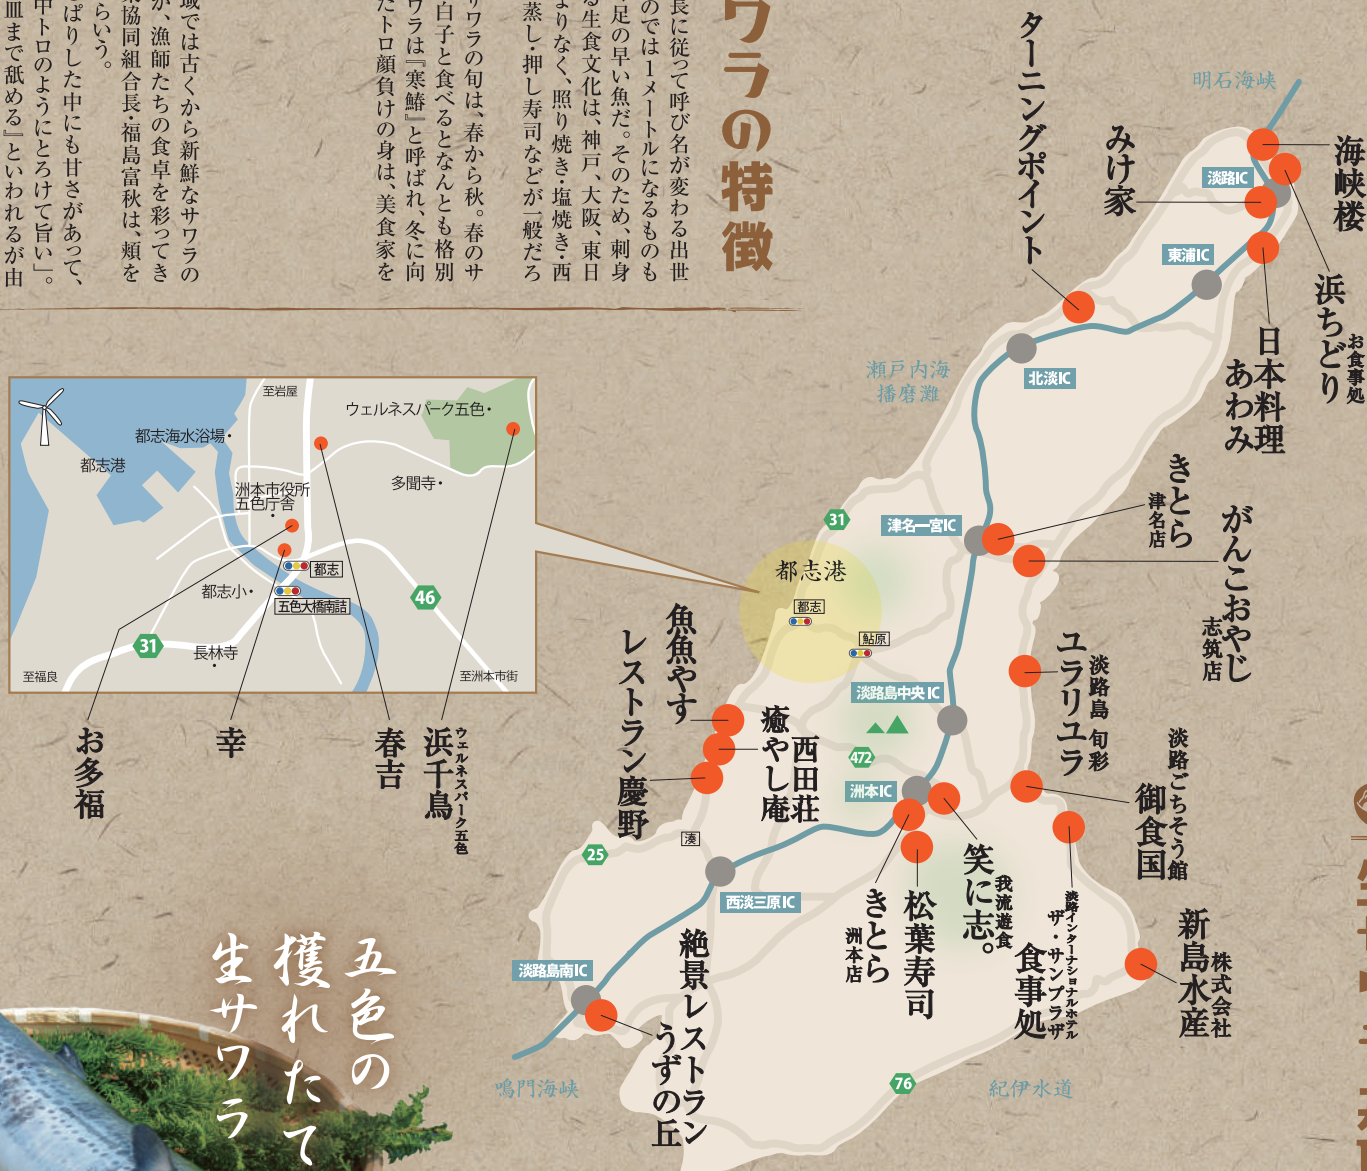 ワラの特徴
長に従って呼び名が変わる出世
のでは1メートルになるものも
足の早い魚だ。そのため、刺身
る生食文化は、神戸、大阪、東日
まりなく、照り焼き・塩焼き・西
蒸し・押し寿司などが一般だろ
サワラの旬は、春から秋。春のサ
白子と食べるとなんとも格別
ワラは『寒鰆』と呼ばれ、冬に向
たトロ顔負けの身は、美食家を
域では古くから新鮮なサワラの
が、漁師たちの食卓を彩ってき
協同組合長・福島富秋は、頬を
らいう。
ぱりした中にも甘さがあって、
中トロのようにとろけて旨い」。
皿まで舐める』といわれるが由
明石海峡
海峡楼
お食事処
浜ちどり
みけ家
ターニングポイント
日本料理
あわみ
淡路IC
東浦IC
北淡IC
瀬戸内海
播磨灘
きとら
津名店
がんこおやじ
志筑店
津名一宮IC
31
都志港
都志
鮎原
淡路島 旬彩
ユラリユラ
淡路島中央IC
472
洲本IC
淡路ごちそう館
御食国
魚魚やす
レストラン慶野
西田荘
癒やし庵
湊
25
西淡三原IC
笑に志。
我流遊食
松葉寿司
きとら
洲本店
淡路インターナショナルホテル
ザ・サンプラザ
食事処
株式会社
新島水産
淡路島南IC
絶景レストラン
うずの丘
鳴門海峡
76
紀伊水道
至岩屋
ウェルネスパーク五色
都志海水浴場
都志港
多聞寺
洲本市役所
五色庁舎
都志
都志小
五色大橋南詰
46
31
長林寺
至福良
至洲本市街
お多福
幸
春吉
ウェルネスパーク五色
浜千鳥
五色の
獲れたて
生サワラ